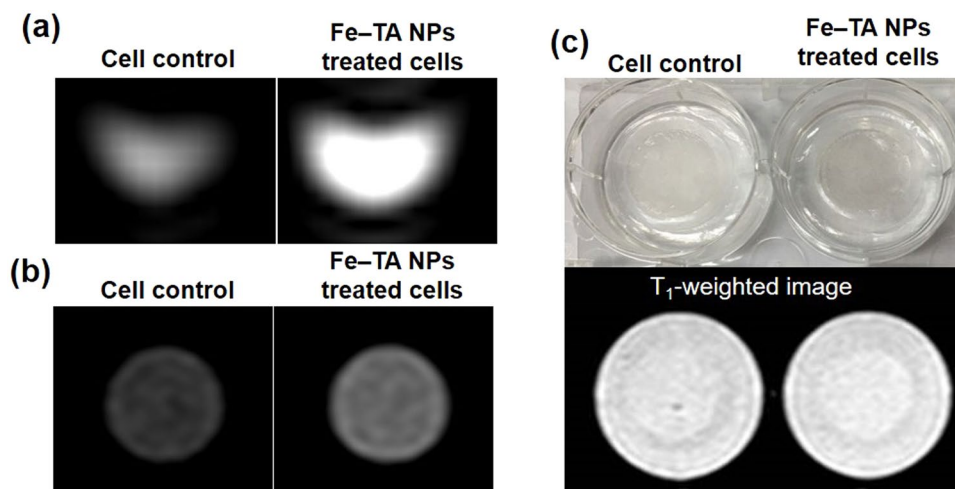 (a)
Cell control
Fe–TA NPs
treated cells
(b)
Cell control
Fe–TA NPs
treated cells
(c)
Cell control
Fe–TA NPs
treated cells
T₁-weighted image